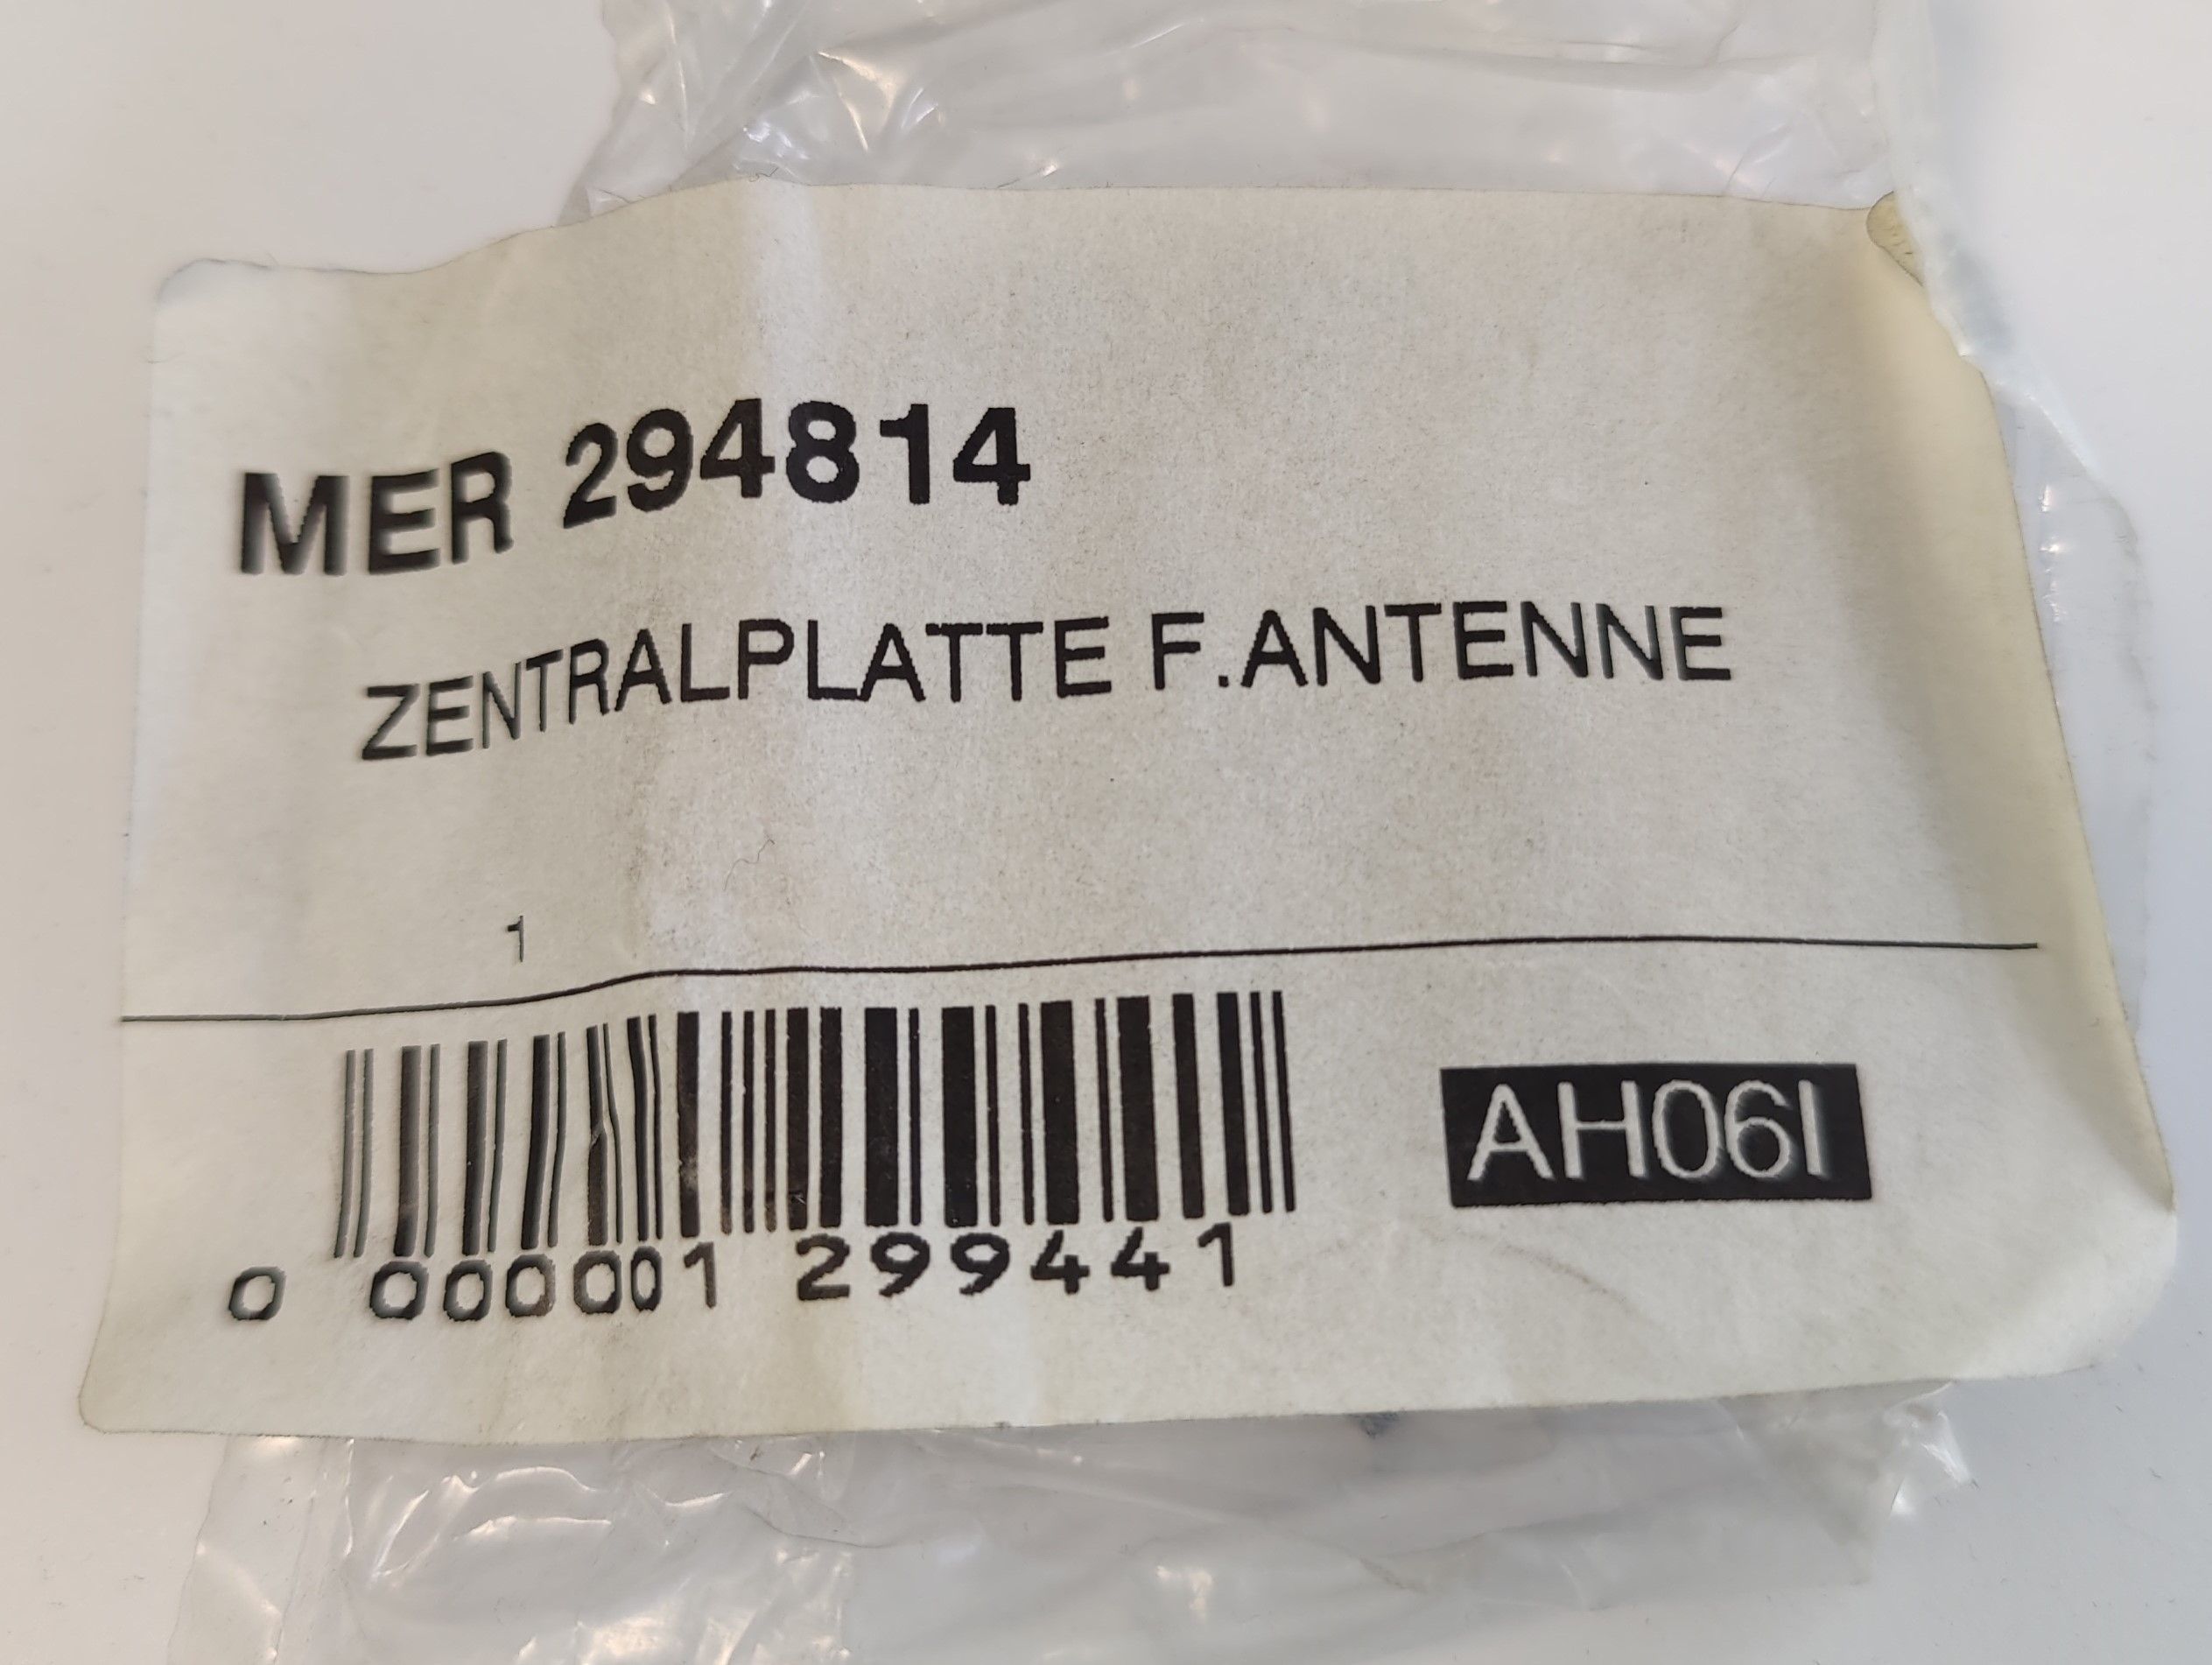 MER 294814
ZENTRALPLATTE F.ANTENNE
1
0 000001 299441
AH06I